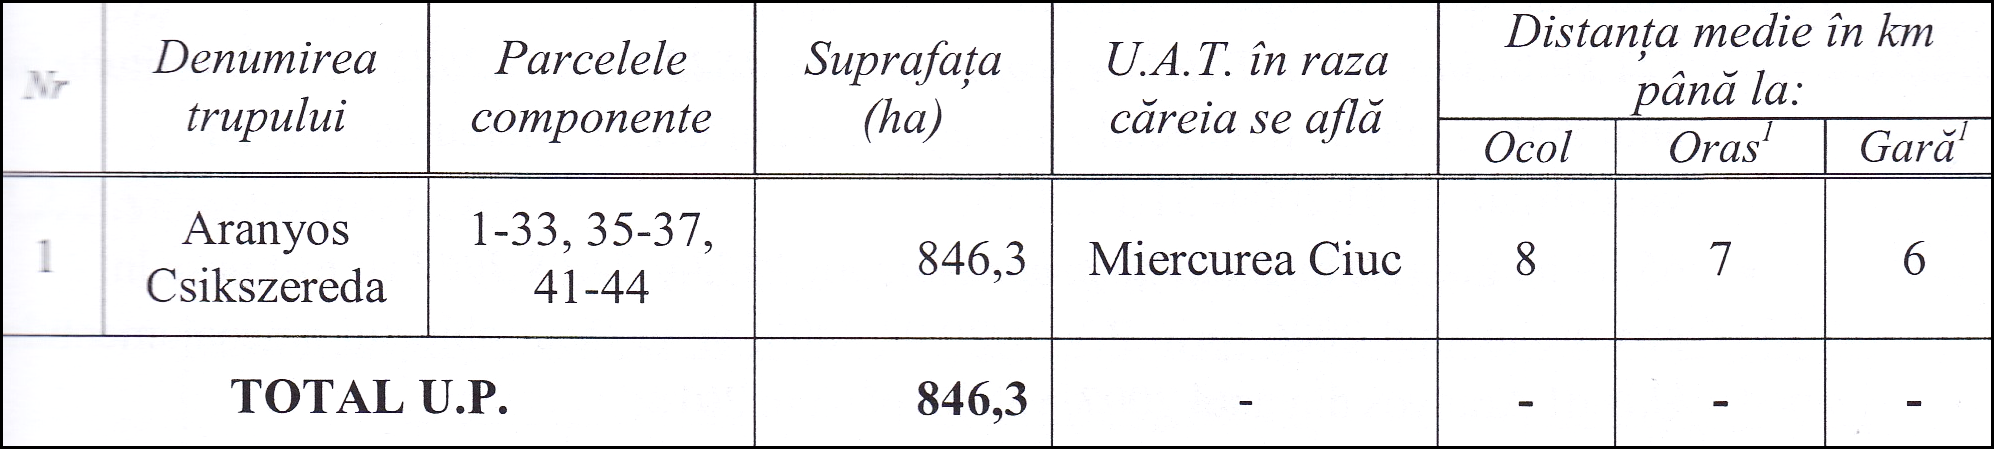 Nr
Denumirea
trupului
Parcelele
componente
Suprafața
(ha)
U.A.T. în raza
căreia se află
Distanța medie în km
până la:
Ocol
Oras¹
Gară¹
1
Aranyos
Csikszereda
1-33, 35-37,
41-44
846,3
Miercurea Ciuc
8
7
6
TOTAL U.P.
846,3
-
-
-
-